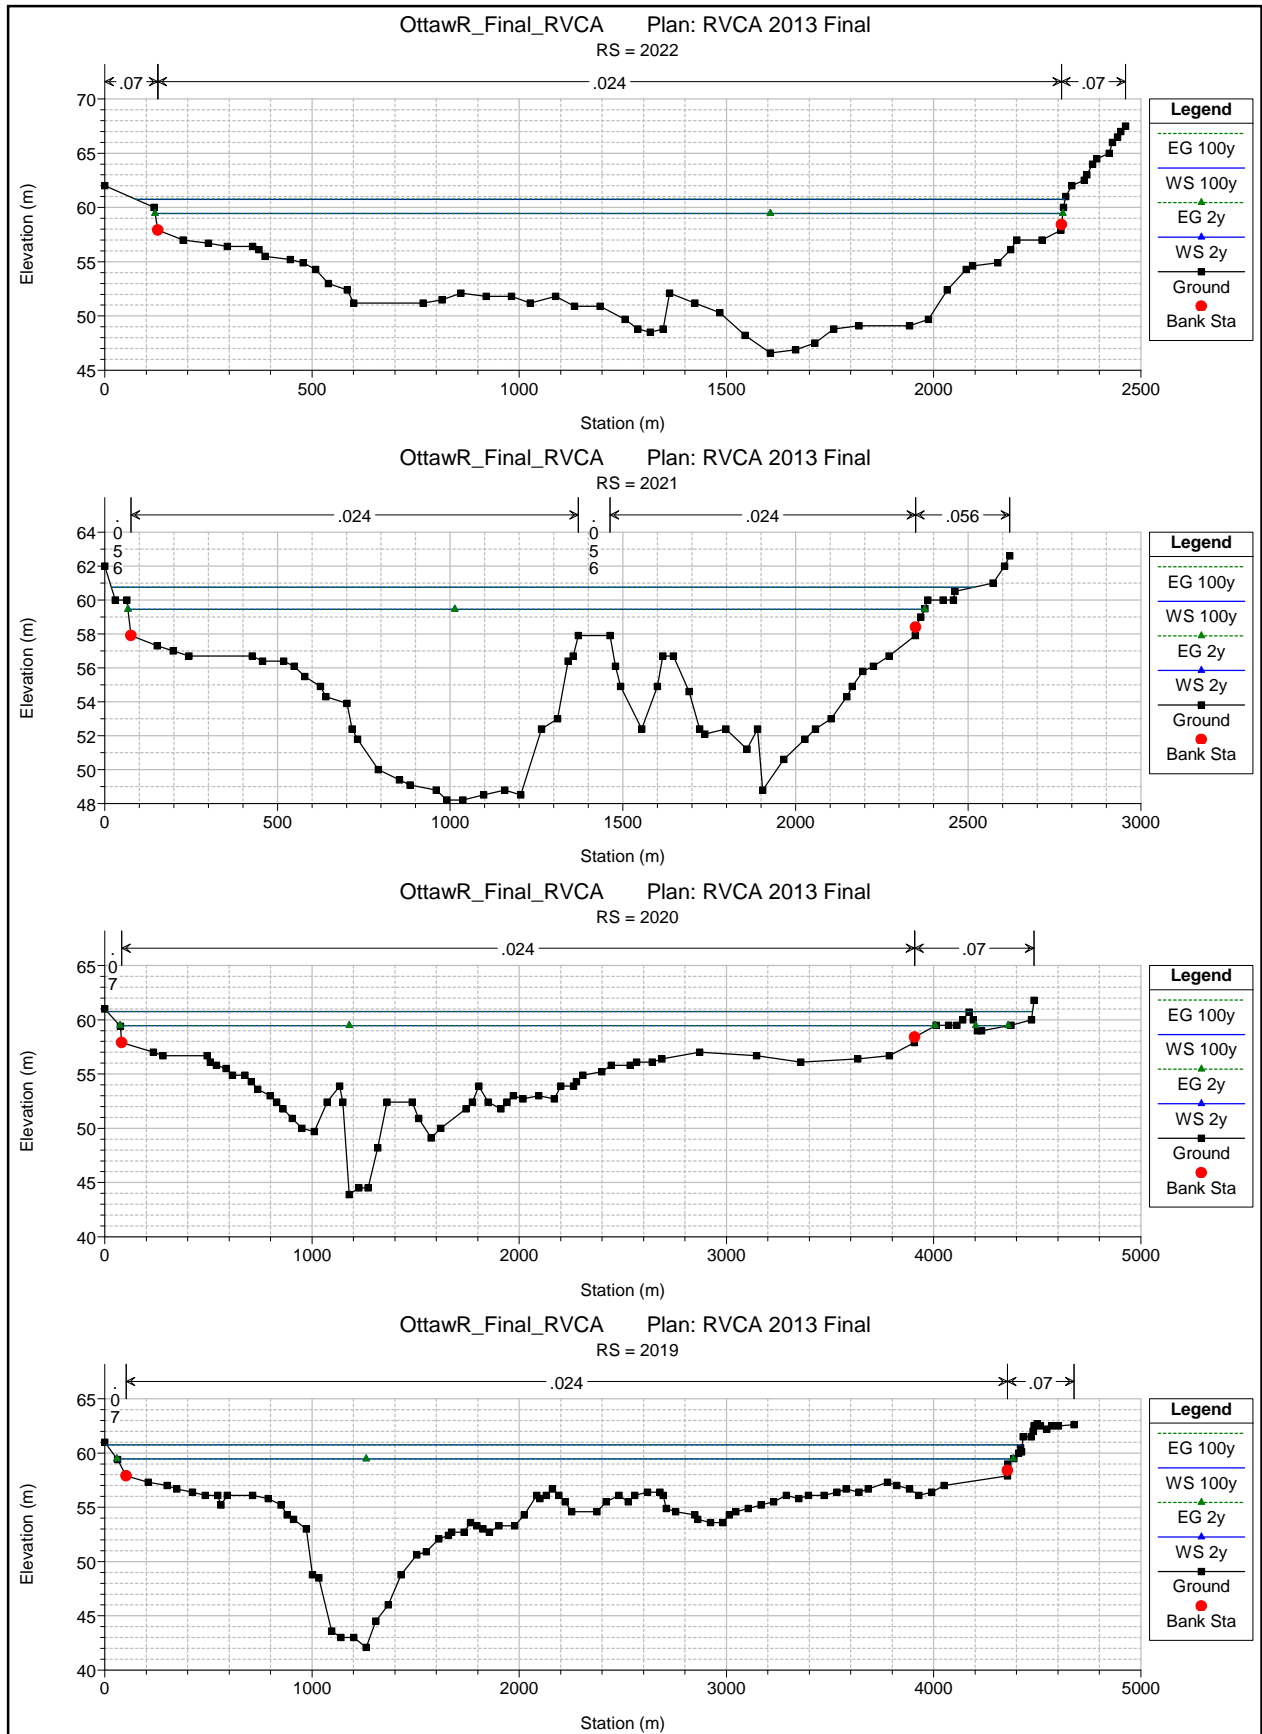 OttawR_Final_RVCA Plan: RVCA 2013 Final
RS = 2022
.07 .024 .07
70
65
60
55
50
45
0 500 1000 1500 2000 2500
Elevation (m)
Station (m)
Legend
EG 100y
WS 100y
EG 2y
WS 2y
Ground
Bank Sta
OttawR_Final_RVCA Plan: RVCA 2013 Final
RS = 2021
.056 .024 .056 .024 .056
64
62
60
58
56
54
52
50
48
0 500 1000 1500 2000 2500 3000
Elevation (m)
Station (m)
Legend
EG 100y
WS 100y
EG 2y
WS 2y
Ground
Bank Sta
OttawR_Final_RVCA Plan: RVCA 2013 Final
RS = 2020
.07 .024 .07
65
60
55
50
45
40
0 1000 2000 3000 4000 5000
Elevation (m)
Station (m)
Legend
EG 100y
WS 100y
EG 2y
WS 2y
Ground
Bank Sta
OttawR_Final_RVCA Plan: RVCA 2013 Final
RS = 2019
.07 .024 .07
65
60
55
50
45
40
0 1000 2000 3000 4000 5000
Elevation (m)
Station (m)
Legend
EG 100y
WS 100y
EG 2y
WS 2y
Ground
Bank Sta